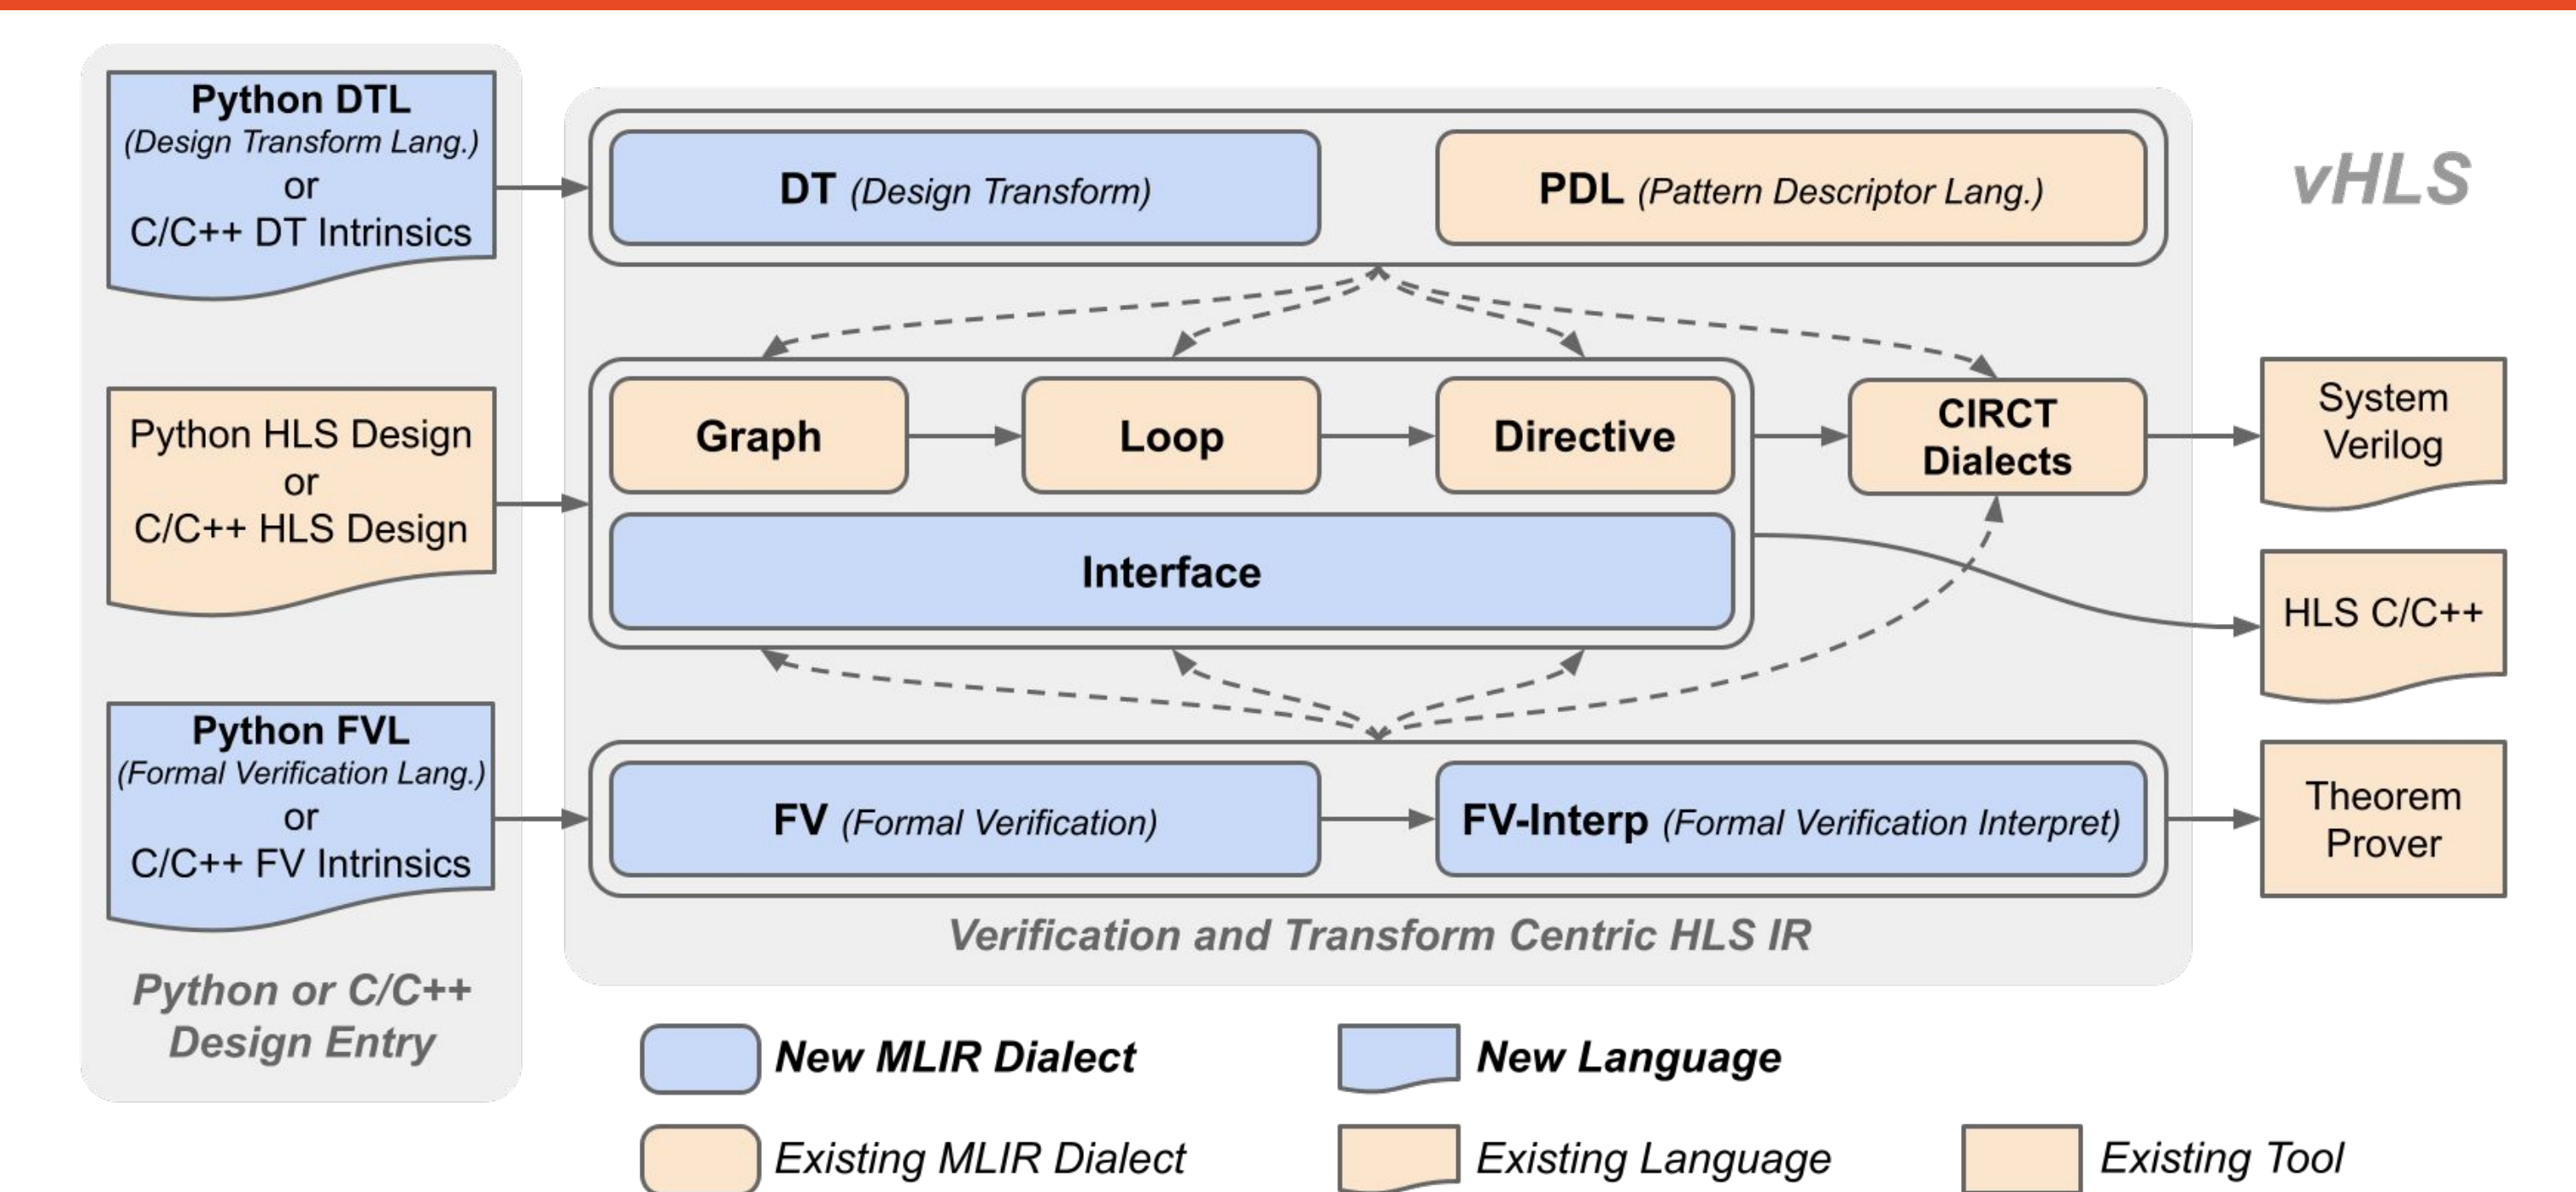 Python DTL
(Design Transform Lang.)
or
C/C++ DT Intrinsics
Python HLS Design
or
C/C++ HLS Design
Python FVL
(Formal Verification Lang.)
or
C/C++ FV Intrinsics
Python or C/C++
Design Entry
DT (Design Transform)
PDL (Pattern Descriptor Lang.)
Graph
Loop
Directive
CIRCT
Dialects
Interface
FV (Formal Verification)
FV-Interp (Formal Verification Interpret)
Verification and Transform Centric HLS IR
vHLS
System
Verilog
HLS C/C++
Theorem
Prover
New MLIR Dialect
New Language
Existing MLIR Dialect
Existing Language
Existing Tool